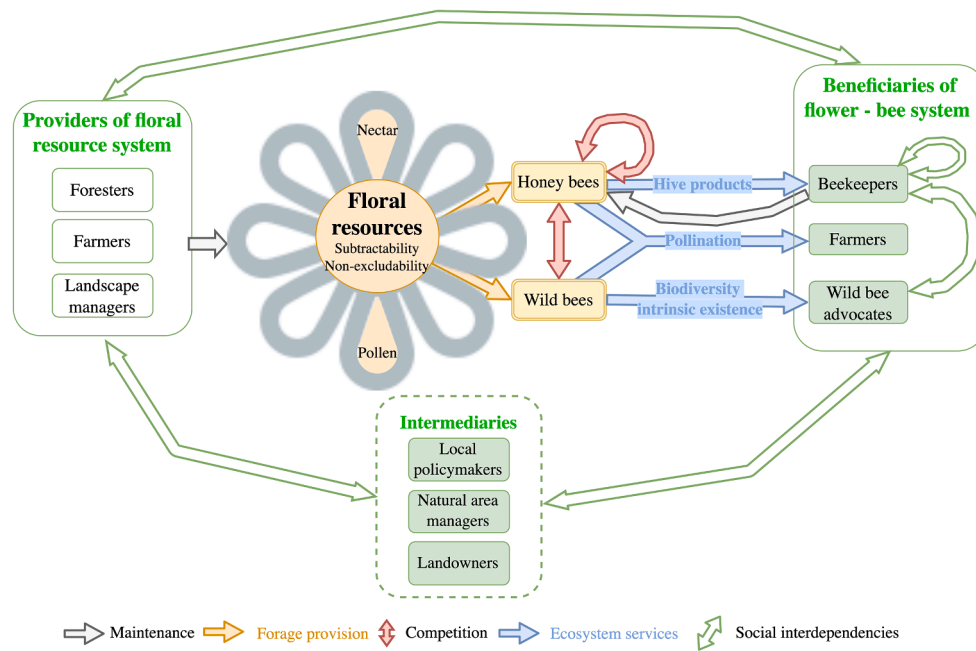 Providers of floral
resource system
Foresters
Farmers
Landscape
managers
Nectar
Floral
resources
Subtractability
Non-excludability
Pollen
Honey bees
Wild bees
Hive products
Pollination
Biodiversity
intrinsic existence
Beneficiaries of
flower - bee system
Beekeepers
Farmers
Wild bee
advocates
Intermediaries
Local
policymakers
Natural area
managers
Landowners
Maintenance
Forage provision
Competition
Ecosystem services
Social interdependencies